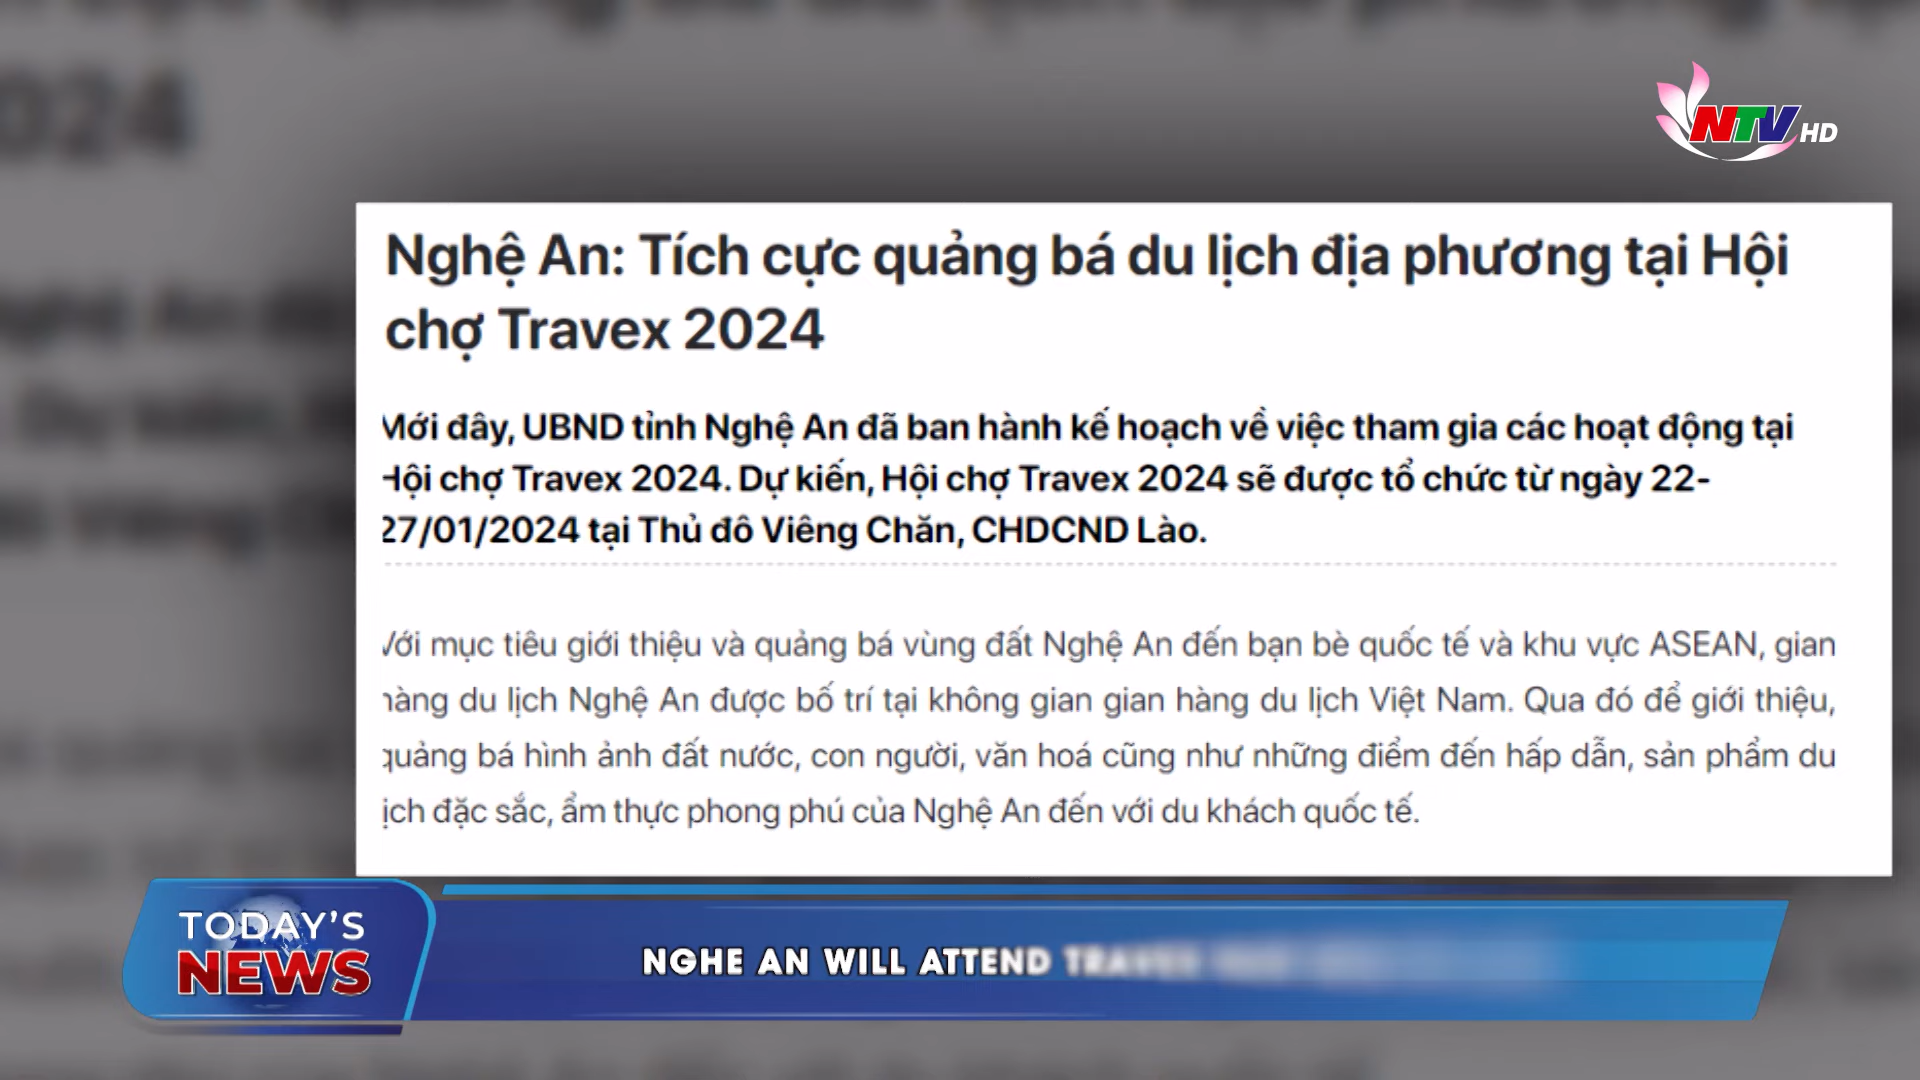 NTV HD
Nghệ An: Tích cực quảng bá du lịch địa phương tại Hội
chợ Travex 2024
Mới đây, UBND tỉnh Nghệ An đã ban hành kế hoạch về việc tham gia các hoạt động tại
Hội chợ Travex 2024. Dự kiến, Hội chợ Travex 2024 sẽ được tổ chức từ ngày 22-
27/01/2024 tại Thủ đô Viêng Chăn, CHDCND Lào.
Với mục tiêu giới thiệu và quảng bá vùng đất Nghệ An đến bạn bè quốc tế và khu vực ASEAN, gian
hàng du lịch Nghệ An được bố trí tại không gian gian hàng du lịch Việt Nam. Qua đó để giới thiệu,
quảng bá hình ảnh đất nước, con người, văn hoá cũng như những điểm đến hấp dẫn, sản phẩm du
ịch đặc sắc, ẩm thực phong phú của Nghệ An đến với du khách quốc tế.
TODAY'S
NEWS
NGHE AN WILL ATTEND TRAVEX